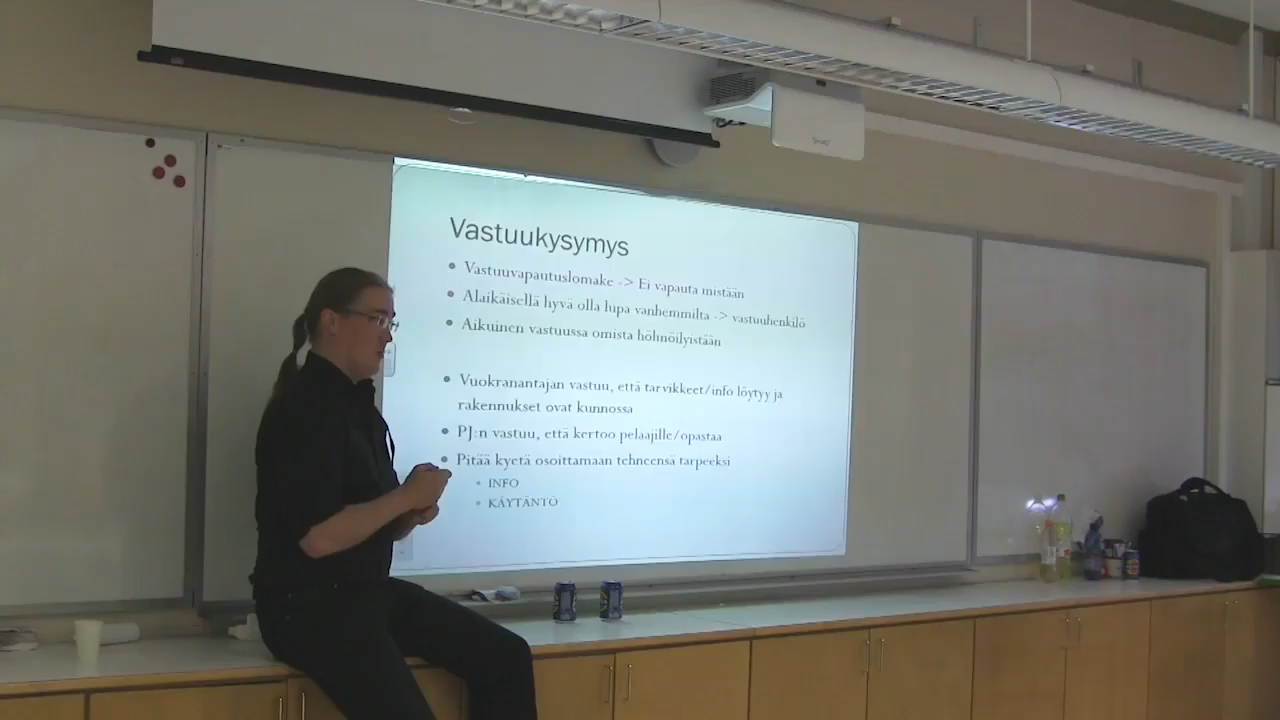 Vastuukysymys
• Vastuuvapautuslomake -> Ei vapauta mistään
• Alaikäisellä hyvä olla lupa vanhemmilta -> vastuuhenkilö
• Aikuinen vastuussa omista hölmöilyistään
• Vuokranantajan vastuu, että tarvikkeet/info löytyy ja
rakennukset ovat kunnossa
• PJ:n vastuu, että kertoo pelaajille/opastaa
• Pitää kyetä osoittamaan tehneensä tarpeeksi
• INFO
• KÄYTÄNTÖ